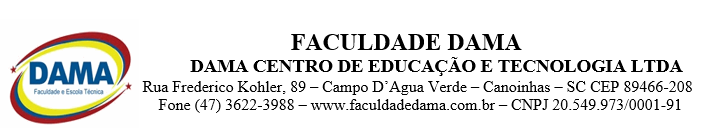 DAMA
Faculdade e Escola Técnica
FACULDADE DAMA
DAMA CENTRO DE EDUCAÇÃO E TECNOLOGIA LTDA
Rua Frederico Kohler, 89 – Campo D’Agua Verde – Canoinhas – SC CEP 89466-208
Fone (47) 3622-3988 – www.faculdadedama.com.br – CNPJ 20.549.973/0001-91